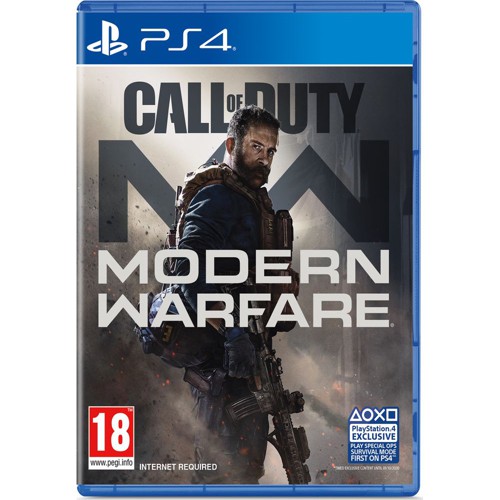 PS4
CALL OF DUTY
MW
MODERN
WARFARE
18
www.pegi.info
INTERNET REQUIRED
PlayStation.4
EXCLUSIVE
PLAY SPECIAL OPS
SURVIVAL MODE
FIRST ON PS4